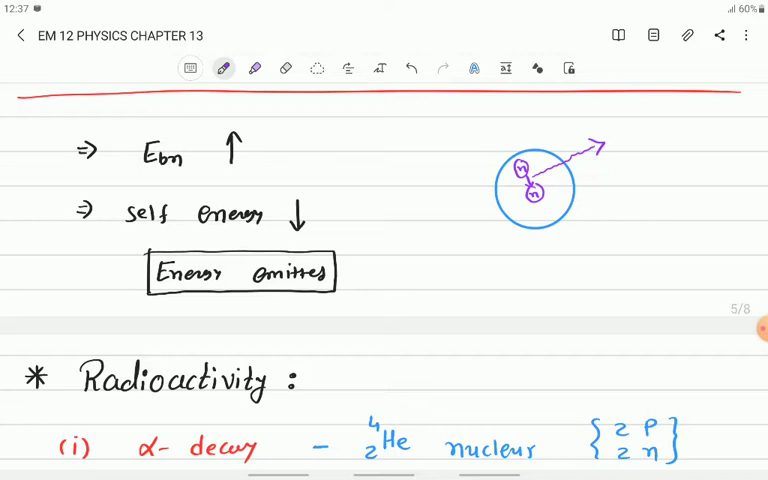 12:37 60%
EM 12 PHYSICS CHAPTER 13
⇒ Ebn ↑
n
n
⇒ self energy ↓
Energy emittes
5/8
* Radioactivity :
(i) α- decay - ⁴₂He nucleus { 2 P
2 n }